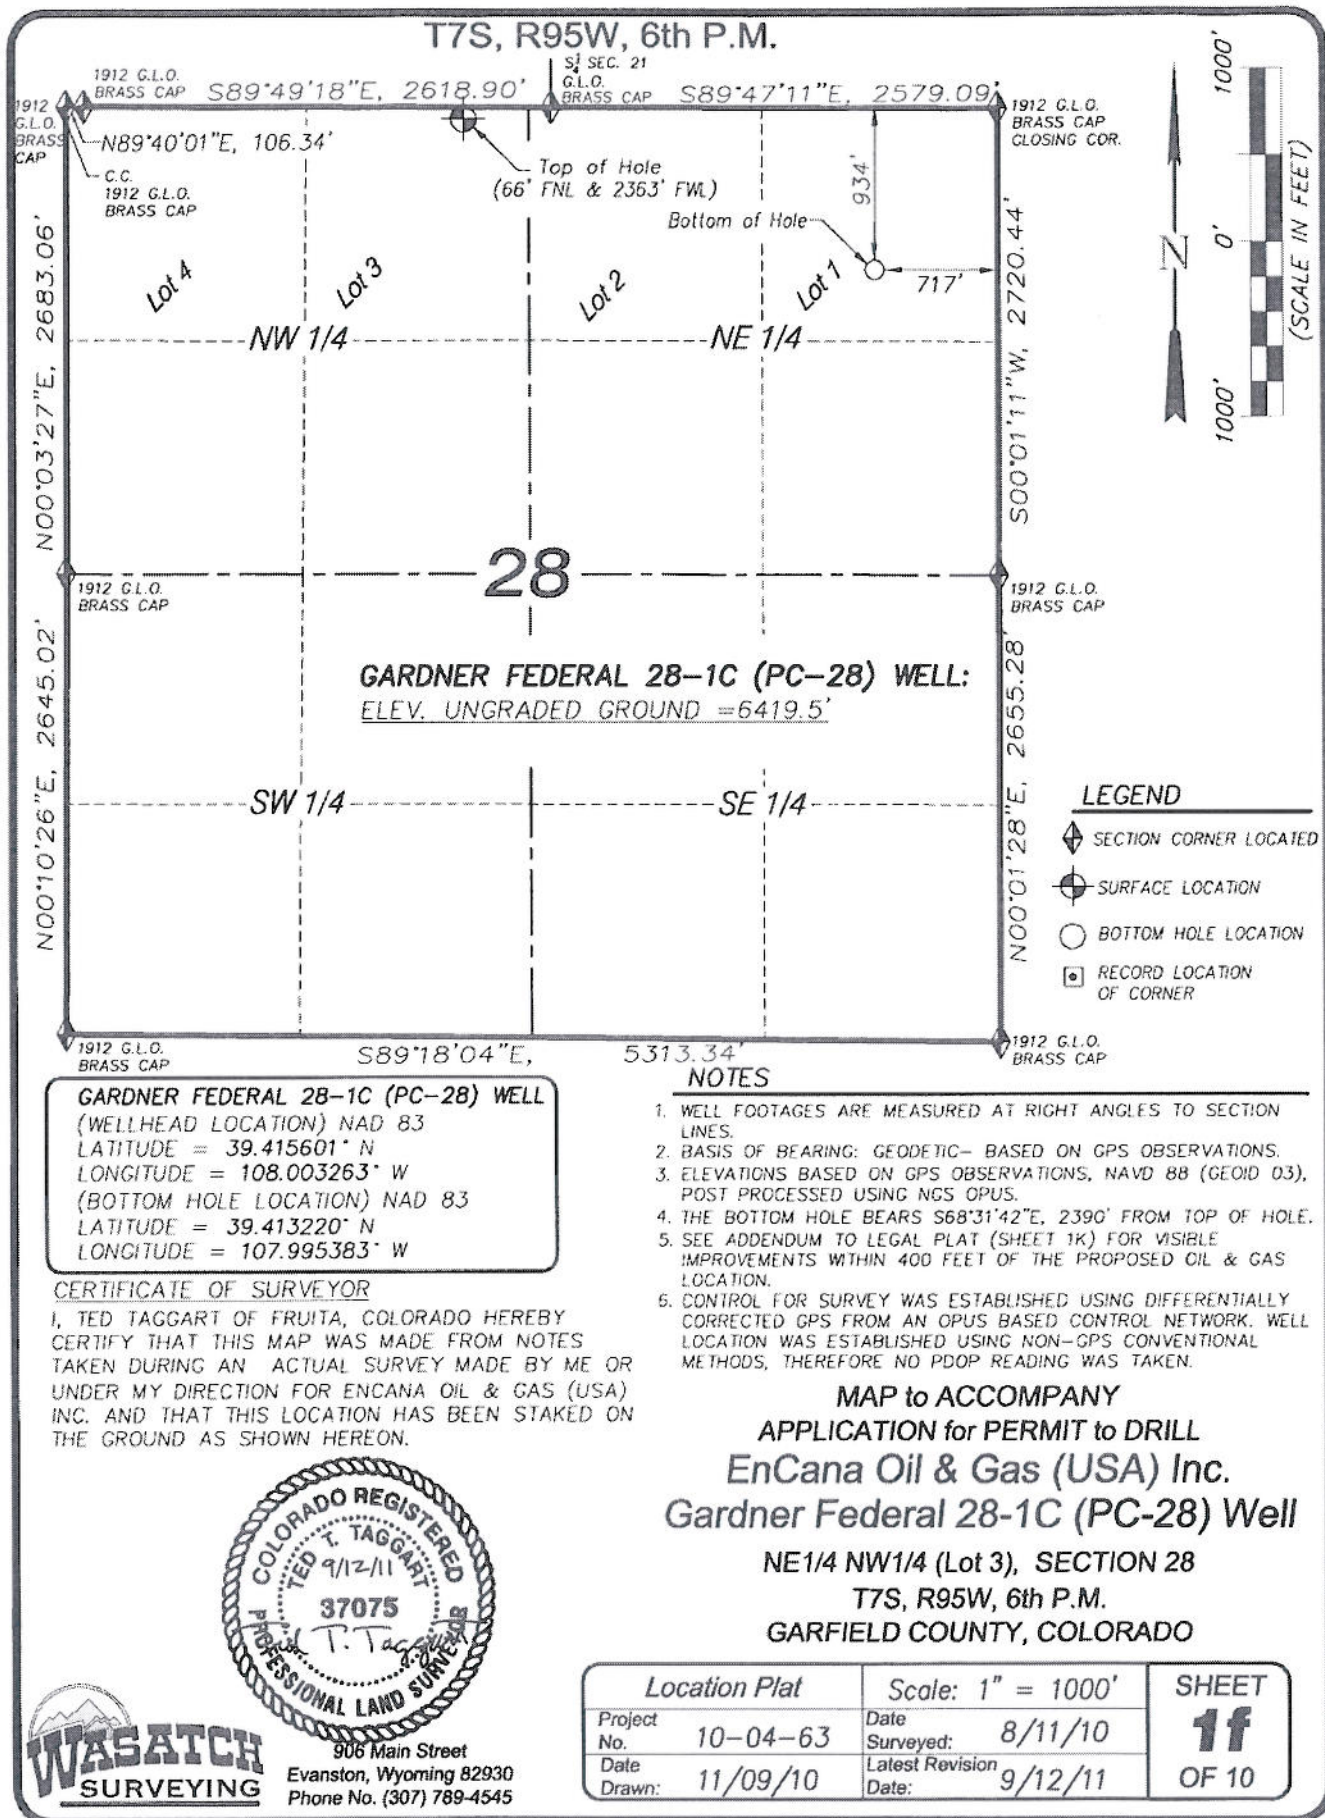 T7S, R95W, 6th P.M.
1912 G.L.O.
BRASS CAP
S89°49'18"E, 2618.90'
S¼ SEC. 21
G.L.O.
BRASS CAP
S89°47'11"E, 2579.09'
1912 G.L.O.
BRASS CAP
CLOSING COR.
1912
G.L.O.
BRASS
CAP
N89°40'01"E, 106.34'
C.C.
1912 G.L.O.
BRASS CAP
Top of Hole
(66' FNL & 2363' FWL)
Bottom of Hole
934'
717'
Lot 4
Lot 3
Lot 2
Lot 1
NW 1/4
NE 1/4
N00°03'27"E, 2683.06'
S00°01'11"W, 2720.44'
N
1000'
0'
1000'
(SCALE IN FEET)
1912 G.L.O.
BRASS CAP
28
1912 G.L.O.
BRASS CAP
GARDNER FEDERAL 28-1C (PC-28) WELL:
ELEV. UNGRADED GROUND =6419.5'
N00°10'26"E, 2645.02'
N00°01'28"E, 2655.28'
SW 1/4
SE 1/4
LEGEND
SECTION CORNER LOCATED
SURFACE LOCATION
BOTTOM HOLE LOCATION
RECORD LOCATION
OF CORNER
1912 G.L.O.
BRASS CAP
S89°18'04"E, 5313.34'
1912 G.L.O.
BRASS CAP
GARDNER FEDERAL 28-1C (PC-28) WELL
(WELLHEAD LOCATION) NAD 83
LATITUDE = 39.415601° N
LONGITUDE = 108.003263° W
(BOTTOM HOLE LOCATION) NAD 83
LATITUDE = 39.413220° N
LONGITUDE = 107.995383° W
NOTES
1. WELL FOOTAGES ARE MEASURED AT RIGHT ANGLES TO SECTION
LINES.
2. BASIS OF BEARING: GEODETIC- BASED ON GPS OBSERVATIONS.
3. ELEVATIONS BASED ON GPS OBSERVATIONS, NAVD 88 (GEOID 03),
POST PROCESSED USING NGS OPUS.
4. THE BOTTOM HOLE BEARS S68°31'42"E, 2390' FROM TOP OF HOLE.
5. SEE ADDENDUM TO LEGAL PLAT (SHEET 1K) FOR VISIBLE
IMPROVEMENTS WITHIN 400 FEET OF THE PROPOSED OIL & GAS
LOCATION.
6. CONTROL FOR SURVEY WAS ESTABLISHED USING DIFFERENTIALLY
CORRECTED GPS FROM AN OPUS BASED CONTROL NETWORK. WELL
LOCATION WAS ESTABLISHED USING NON-GPS CONVENTIONAL
METHODS, THEREFORE NO PDOP READING WAS TAKEN.
CERTIFICATE OF SURVEYOR
I, TED TAGGART OF FRUITA, COLORADO HEREBY
CERTIFY THAT THIS MAP WAS MADE FROM NOTES
TAKEN DURING AN ACTUAL SURVEY MADE BY ME OR
UNDER MY DIRECTION FOR ENCANA OIL & GAS (USA)
INC. AND THAT THIS LOCATION HAS BEEN STAKED ON
THE GROUND AS SHOWN HEREON.
COLORADO REGISTERED
TED T. TAGGART
9/12/11
37075
T. Taggart
PROFESSIONAL LAND SURVEYOR
MAP to ACCOMPANY
APPLICATION for PERMIT to DRILL
EnCana Oil & Gas (USA) Inc.
Gardner Federal 28-1C (PC-28) Well
NE1/4 NW1/4 (Lot 3), SECTION 28
T7S, R95W, 6th P.M.
GARFIELD COUNTY, COLORADO
WASATCH
SURVEYING
906 Main Street
Evanston, Wyoming 82930
Phone No. (307) 789-4545
Location Plat
Scale: 1" = 1000'
SHEET
1f
OF 10
Project
No. 10-04-63
Date
Surveyed: 8/11/10
Date
Drawn: 11/09/10
Latest Revision
Date: 9/12/11